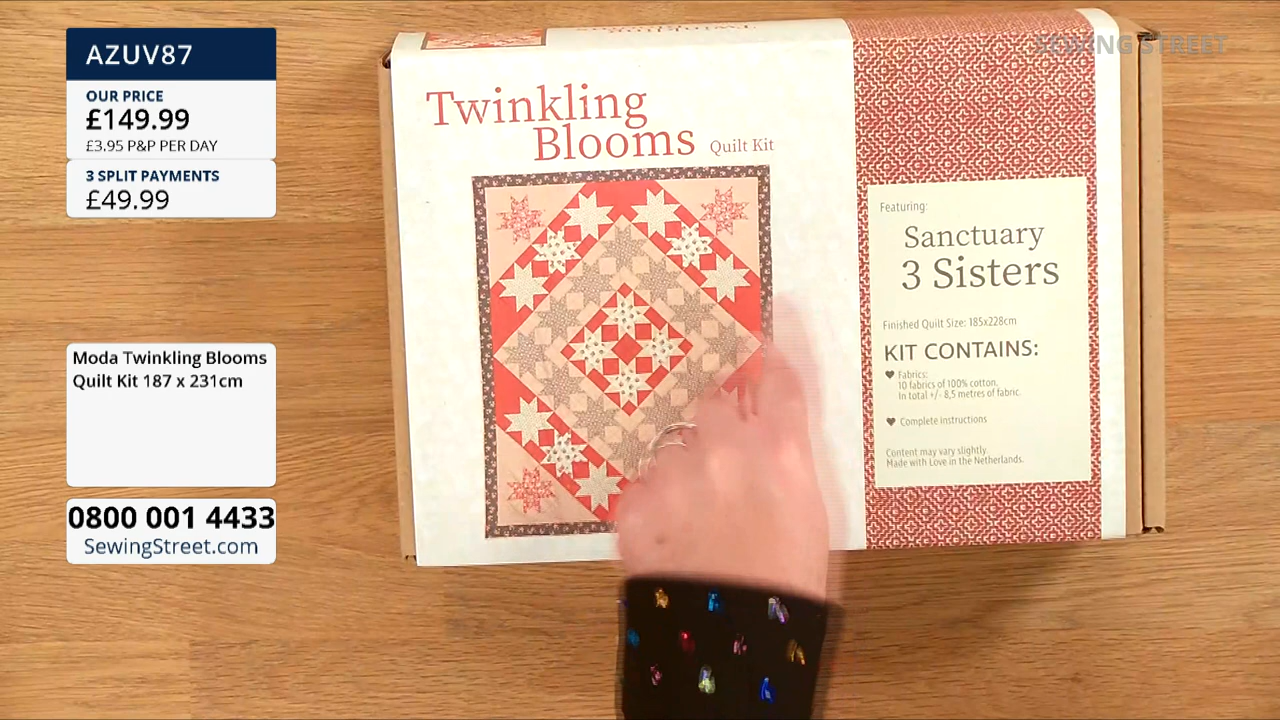 AZUV87
OUR PRICE
£149.99
£3.95 P&P PER DAY
3 SPLIT PAYMENTS
£49.99
Moda Twinkling Blooms
Quilt Kit 187 x 231cm
0800 001 4433
SewingStreet.com
SEWING STREET
Twinkling
Blooms Quilt Kit
Featuring:
Sanctuary
3 Sisters
Finished Quilt Size: 185x228cm
KIT CONTAINS:
Fabrics:
10 fabrics of 100% cotton.
In total +/- 8,5 metres of fabric.
Complete instructions
Content may vary slightly.
Made with Love in the Netherlands.